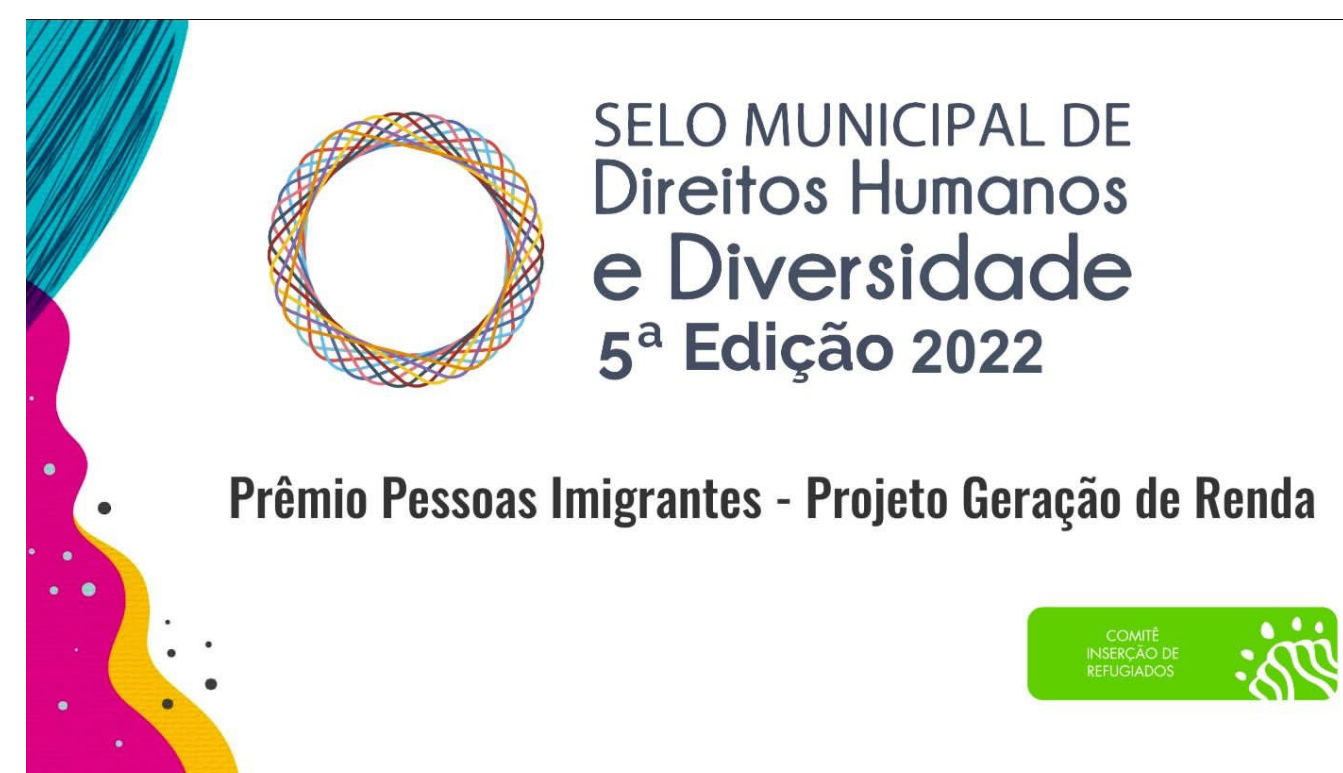 SELO MUNICIPAL DE
Direitos Humanos
e Diversidade
5ª Edição 2022
Prêmio Pessoas Imigrantes - Projeto Geração de Renda
COMITÊ
INSERÇÃO DE
REFUGIADOS